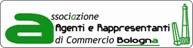 associazione
Agenti e Rappresentanti
di Commercio Bologna